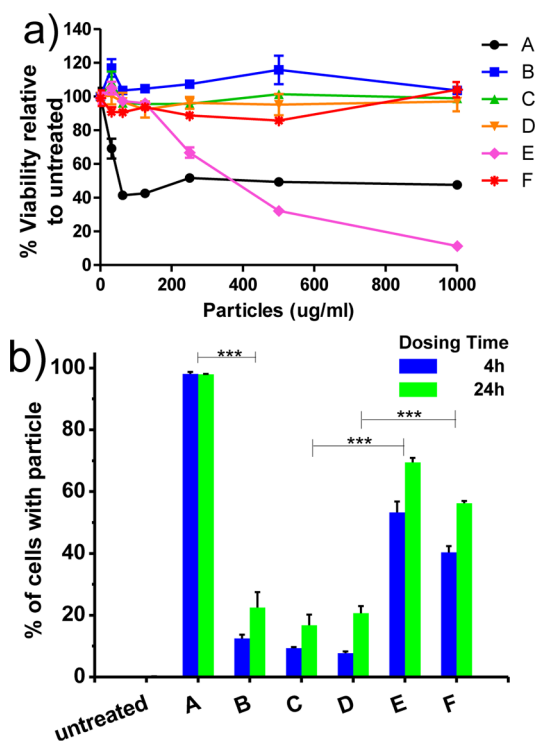 a)
% Viability relative
to untreated
140
120
100
80
60
40
20
0
0 200 400 600 800 1000
Particles (ug/ml)
A
B
C
D
E
F
b)
% of cells with particle
100
80
60
40
20
0
Dosing Time
4h
24h
***
***
***
untreated A B C D E F